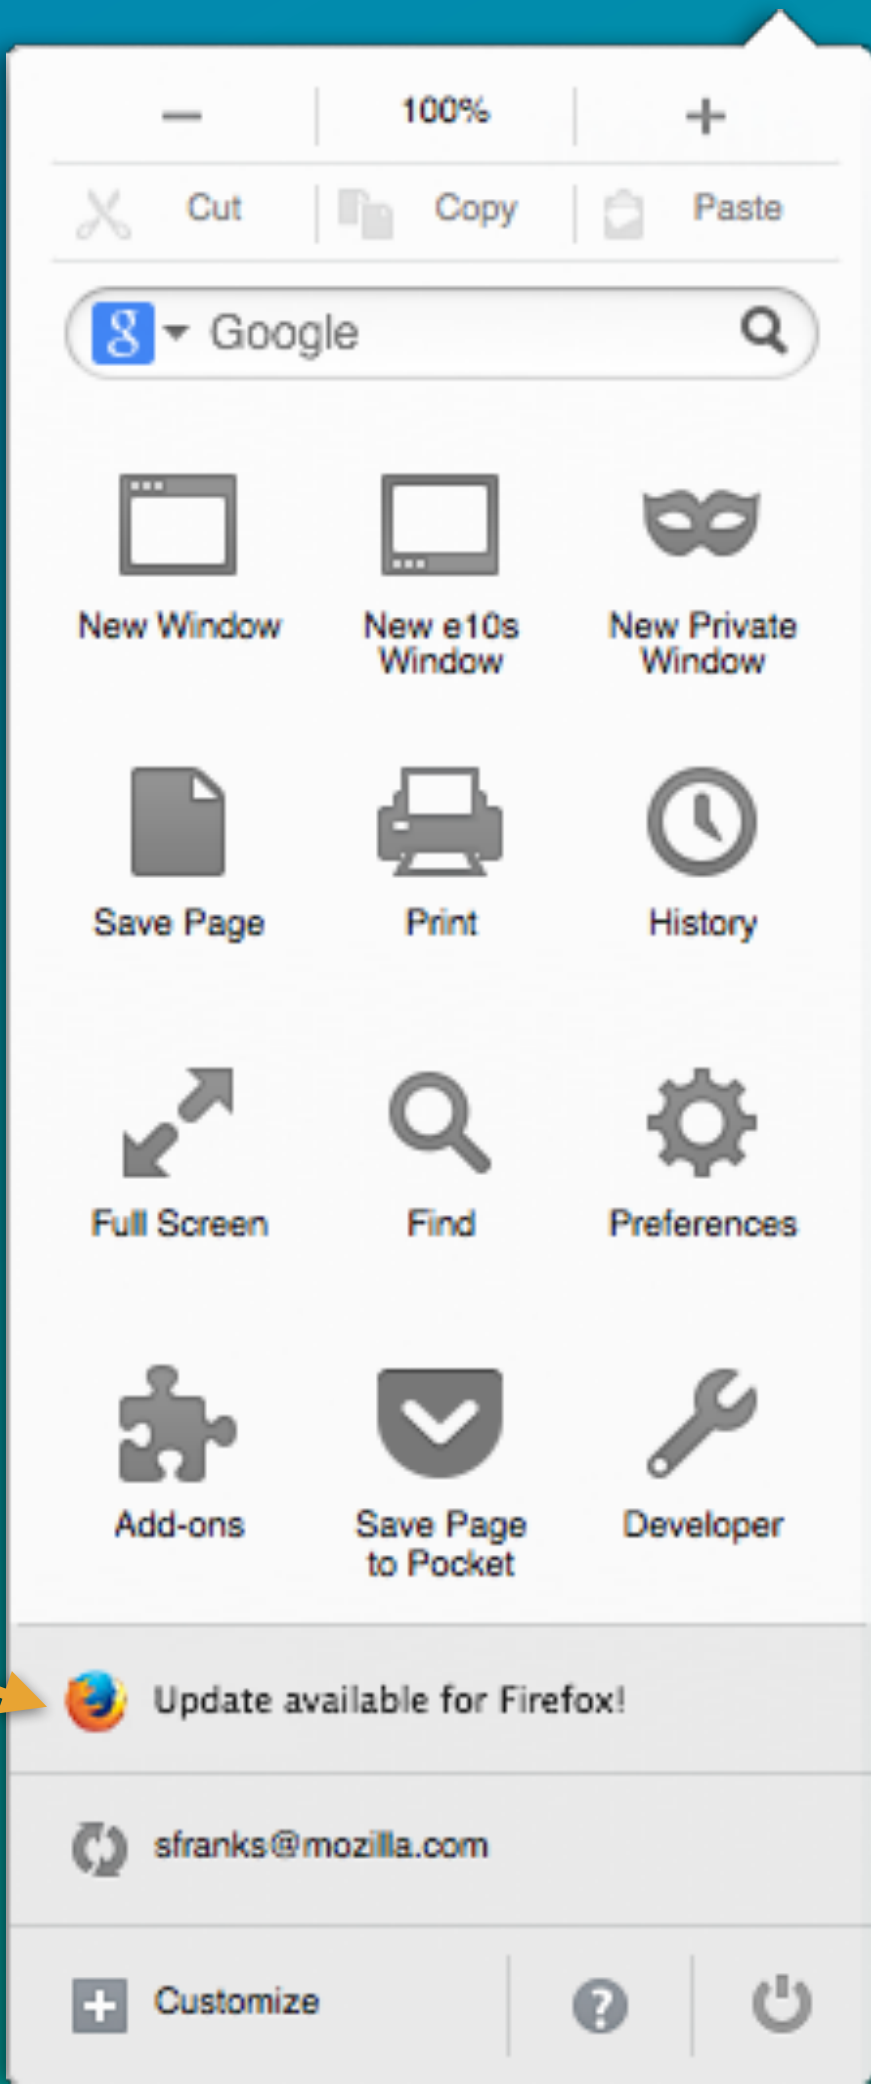 100%
Cut Copy Paste
g Google
New Window
New e10s
Window
New Private
Window
Save Page
Print
History
Full Screen
Find
Preferences
Add-ons
Save Page
to Pocket
Developer
Update available for Firefox!
sfranks@mozilla.com
Customize